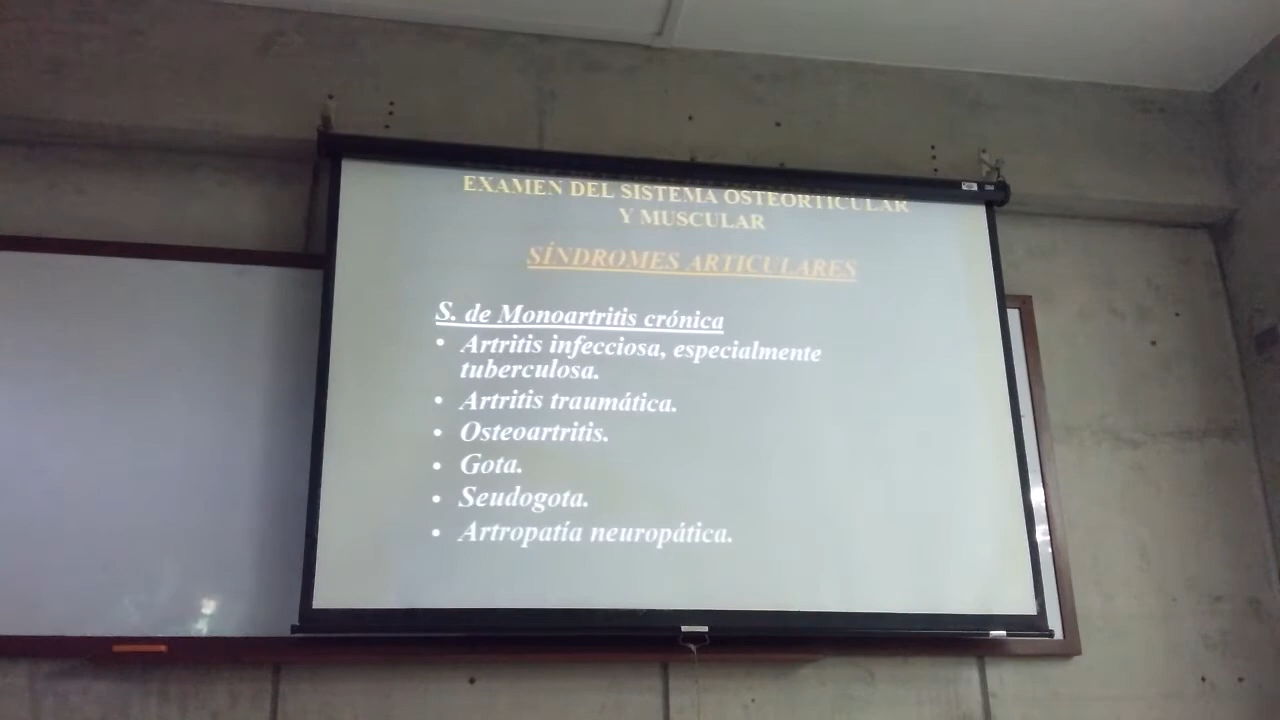 EXAMEN DEL SISTEMA OSTEORTICULAR
Y MUSCULAR
SÍNDROMES ARTICULARES
S. de Monoartritis crónica
• Artritis infecciosa, especialmente
tuberculosa.
• Artritis traumática.
• Osteoartritis.
• Gota.
• Seudogota.
• Artropatía neuropática.